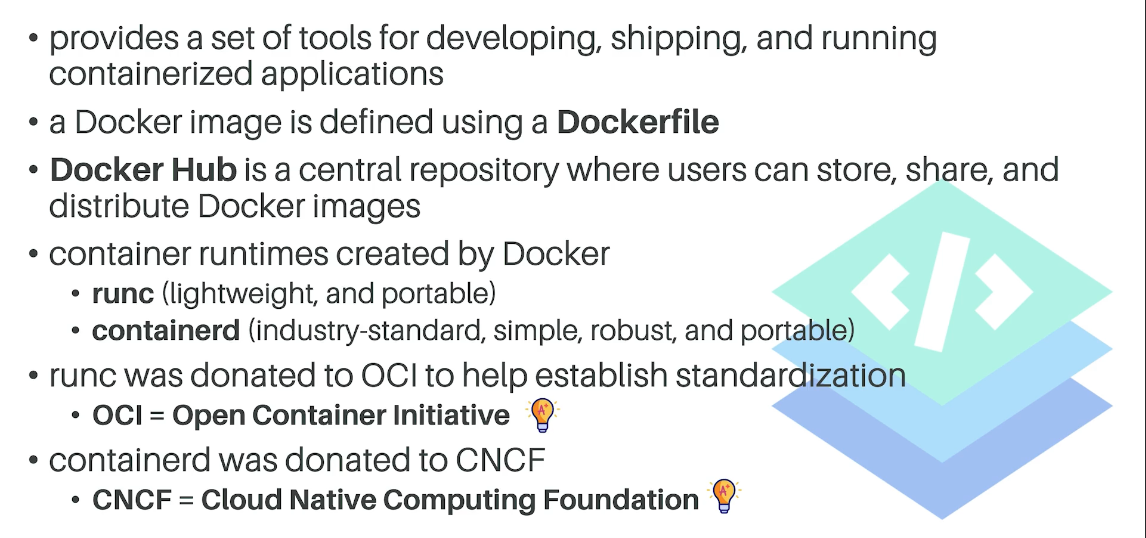 • provides a set of tools for developing, shipping, and running
containerized applications
• a Docker image is defined using a Dockerfile
• Docker Hub is a central repository where users can store, share, and
distribute Docker images
• container runtimes created by Docker
• runc (lightweight, and portable)
• containerd (industry-standard, simple, robust, and portable)
• runc was donated to OCI to help establish standardization
• OCI = Open Container Initiative A+
• containerd was donated to CNCF
• CNCF = Cloud Native Computing Foundation A+